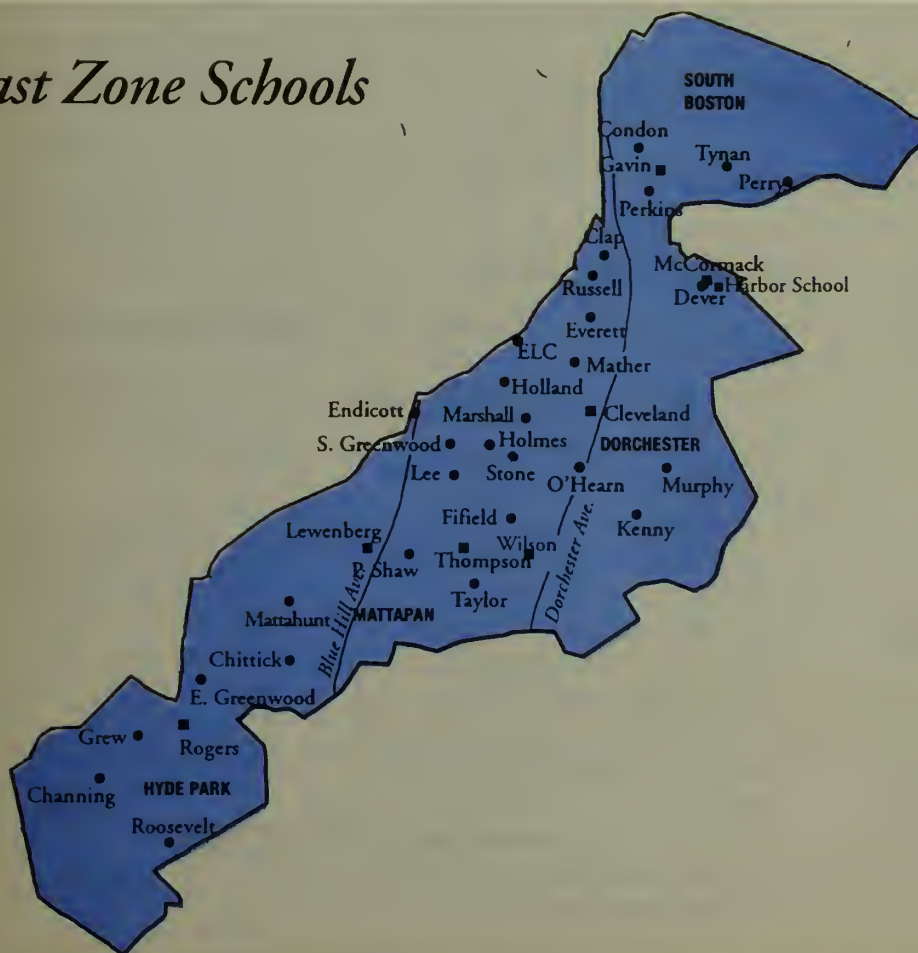 ast Zone Schools
SOUTH
BOSTON
Condon
Tynan
Gavin
Perry
Perkins
Clap
McCormack
Russell
Dever
Harbor School
Everett
ELC
Mather
Holland
Endicott
Marshall
Cleveland
S. Greenwood
Holmes
DORCHESTER
Lee
Stone
O'Hearn
Murphy
Fifield
Kenny
Lewenberg
Wilson
Thompson
P. Shaw
Dorchester Ave.
Taylor
Mattahunt
Blue Hill Ave.
MATTAPAN
Chittick
E. Greenwood
Grew
Rogers
HYDE PARK
Channing
Roosevelt